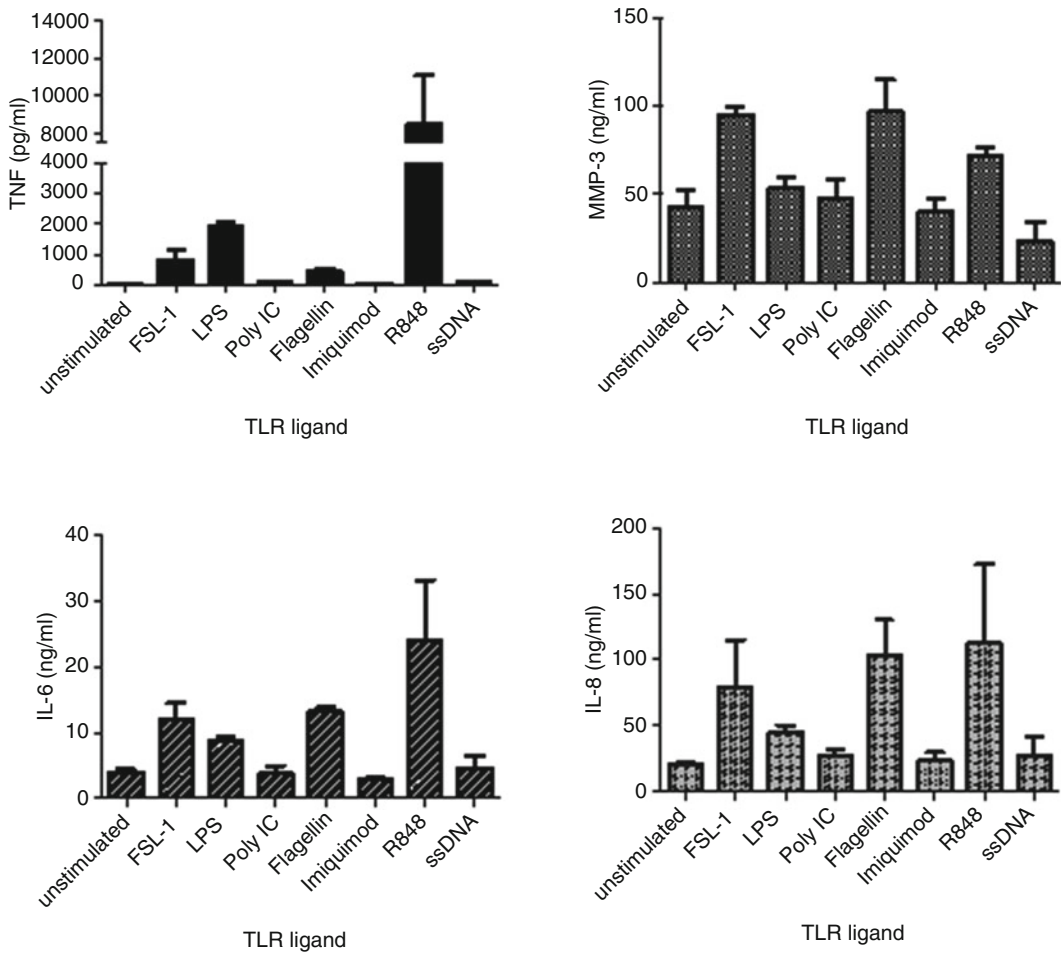 TNF (pg/ml)
14000
12000
10000
8000
4000
3000
2000
1000
0
unstimulated
FSL-1
LPS
Poly IC
Flagellin
Imiquimod
R848
ssDNA
TLR ligand
MMP-3 (ng/ml)
150
100
50
0
unstimulated
FSL-1
LPS
Poly IC
Flagellin
Imiquimod
R848
ssDNA
TLR ligand
IL-6 (ng/ml)
40
30
20
10
0
unstimulated
FSL-1
LPS
Poly IC
Flagellin
Imiquimod
R848
ssDNA
TLR ligand
IL-8 (ng/ml)
200
150
100
50
0
unstimulated
FSL-1
LPS
Poly IC
Flagellin
Imiquimod
R848
ssDNA
TLR ligand